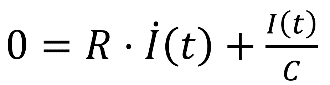 0 = R · İ(t) + I(t)/C